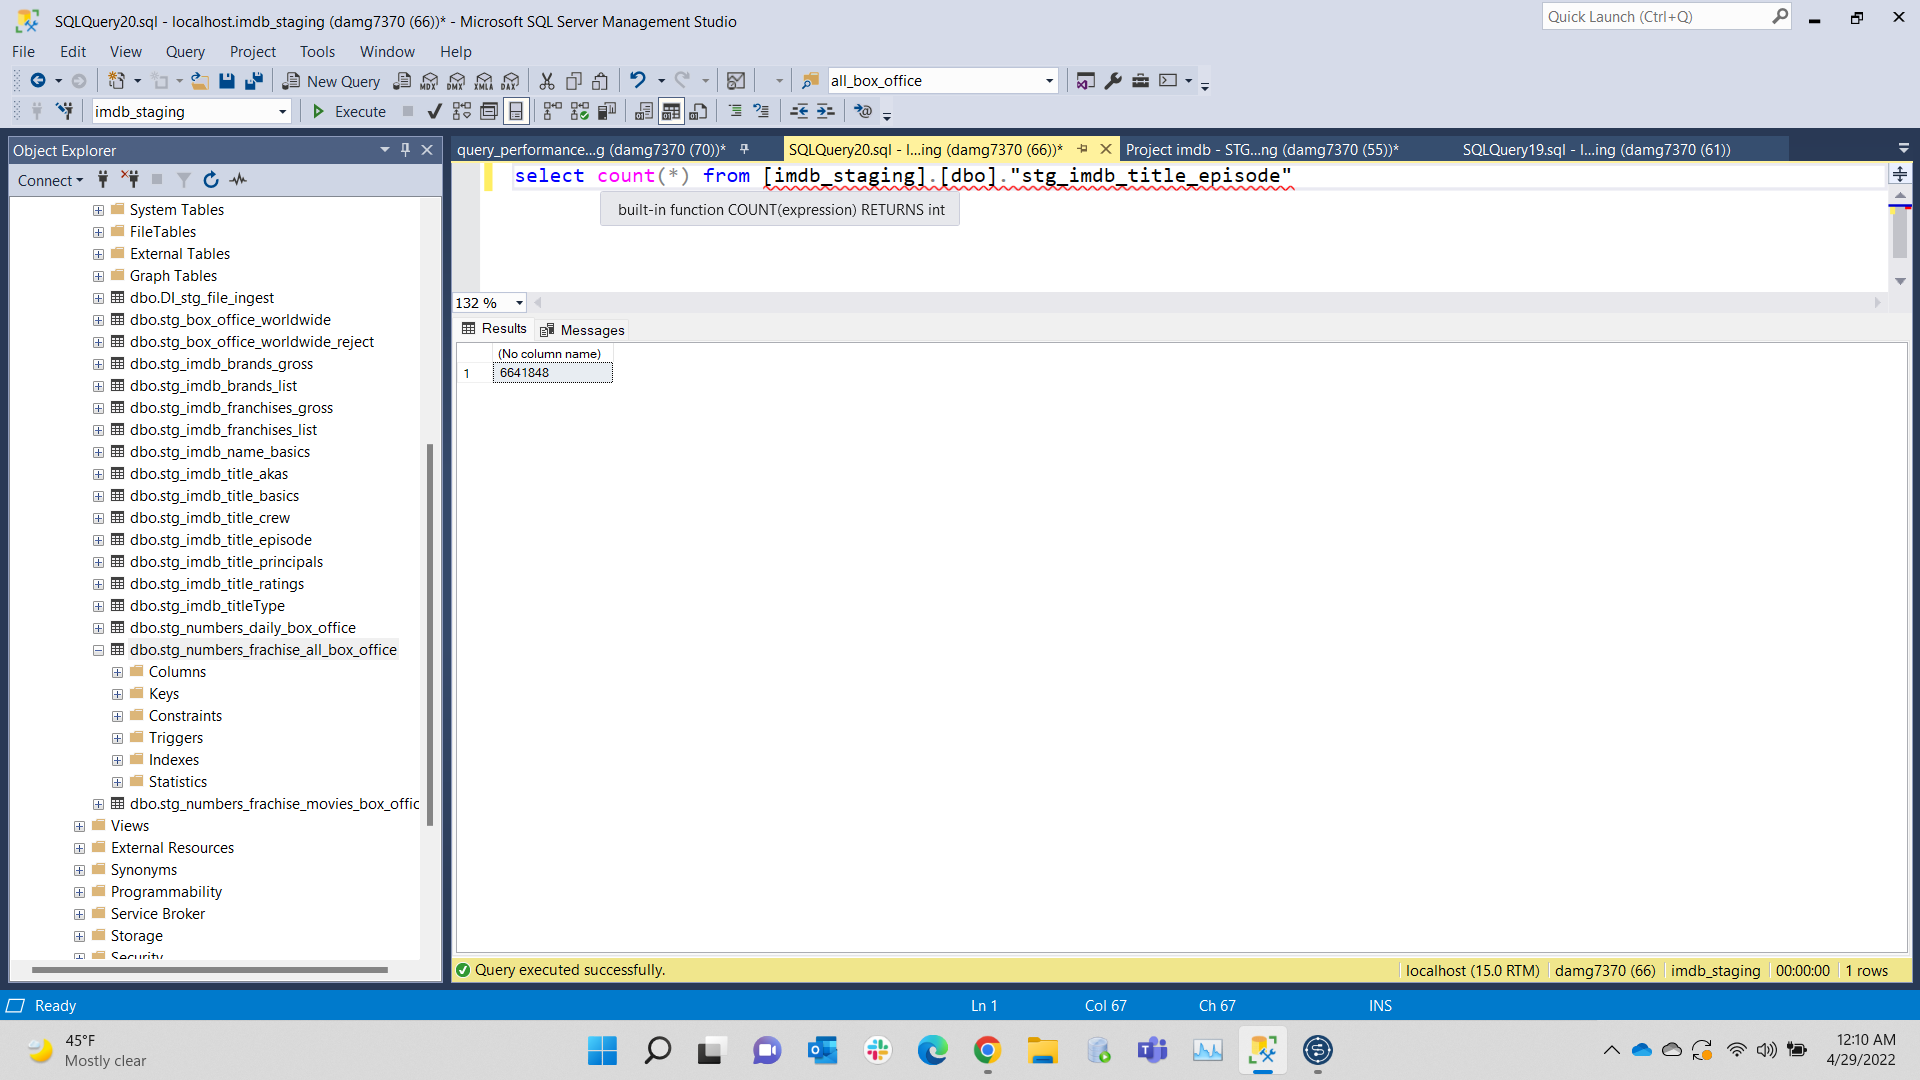 SQLQuery20.sql - localhost.imdb_staging (damg7370 (66))* - Microsoft SQL Server Management Studio
Quick Launch (Ctrl+Q)
File Edit View Query Project Tools Window Help
New Query
MDX DMX XMLA DAX
all_box_office
imdb_staging
Execute
Object Explorer
query_performance...g (damg7370 (70))*
SQLQuery20.sql - l...ing (damg7370 (66))*
Project imdb - STG...ng (damg7370 (55))*
SQLQuery19.sql - l...ing (damg7370 (61))
Connect
select count(*) from [imdb_staging].[dbo]."stg_imdb_title_episode"
built-in function COUNT(expression) RETURNS int
System Tables
FileTables
External Tables
Graph Tables
dbo.DI_stg_file_ingest
dbo.stg_box_office_worldwide
dbo.stg_box_office_worldwide_reject
dbo.stg_imdb_brands_gross
dbo.stg_imdb_brands_list
dbo.stg_imdb_franchises_gross
dbo.stg_imdb_franchises_list
dbo.stg_imdb_name_basics
dbo.stg_imdb_title_akas
dbo.stg_imdb_title_basics
dbo.stg_imdb_title_crew
dbo.stg_imdb_title_episode
dbo.stg_imdb_title_principals
dbo.stg_imdb_title_ratings
dbo.stg_imdb_titleType
dbo.stg_numbers_daily_box_office
dbo.stg_numbers_frachise_all_box_office
Columns
Keys
Constraints
Triggers
Indexes
Statistics
dbo.stg_numbers_frachise_movies_box_offic
Views
External Resources
Synonyms
Programmability
Service Broker
Storage
Security
132 %
Results Messages
(No column name)
1 6641848
Query executed successfully.
localhost (15.0 RTM) damg7370 (66) imdb_staging 00:00:00 1 rows
Ready Ln 1 Col 67 Ch 67 INS
45°F
Mostly clear
12:10 AM
4/29/2022